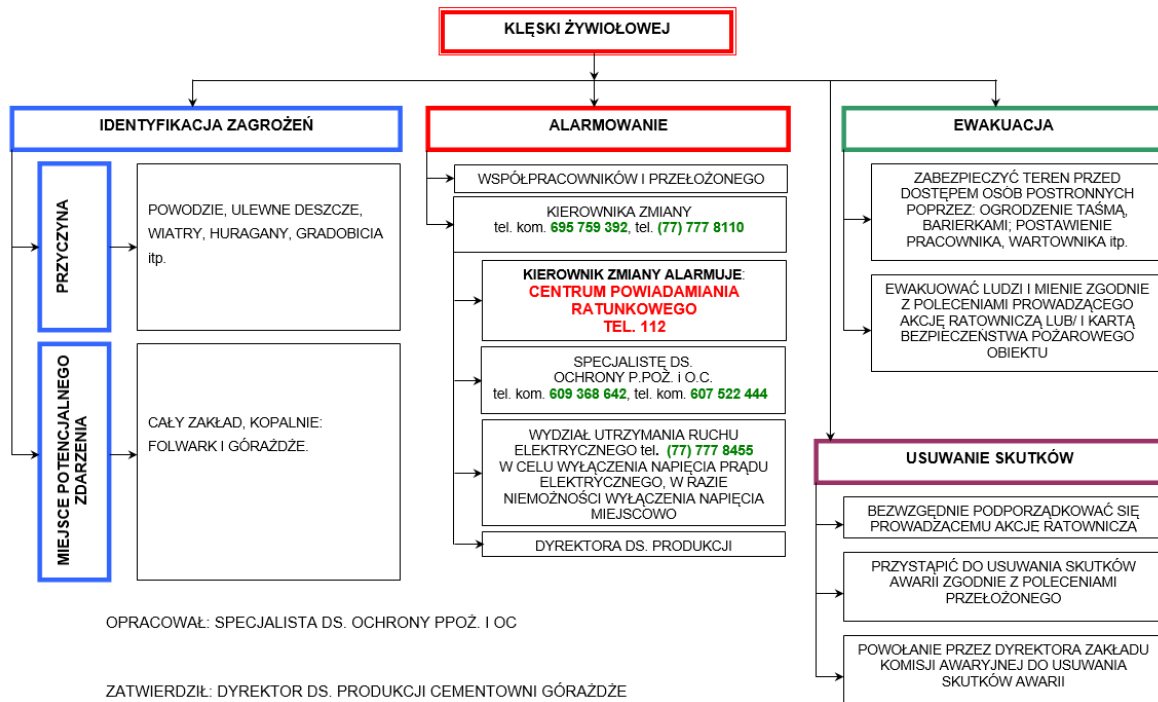 KLĘSKI ŻYWIOŁOWEJ
IDENTYFIKACJA ZAGROŻEŃ
PRZYCZYNA
POWODZIE, ULEWNE DESZCZE,
WIATRY, HURAGANY, GRADOBICIA
itp.
MIEJSCE POTENCJALNEGO
ZDARZENIA
CAŁY ZAKŁAD, KOPALNIE:
FOLWARK I GÓRAŻDŻE.
ALARMOWANIE
WSPÓŁPRACOWNIKÓW I PRZEŁOŻONEGO
KIEROWNIKA ZMIANY
tel. kom. 695 759 392, tel. (77) 777 8110
KIEROWNIK ZMIANY ALARMUJE:
CENTRUM POWIADAMIANIA
RATUNKOWEGO
TEL. 112
SPECJALISTĘ DS.
OCHRONY P.POŻ. i O.C.
tel. kom. 609 368 642, tel. kom. 607 522 444
WYDZIAŁ UTRZYMANIA RUCHU
ELEKTRYCZNEGO tel. (77) 777 8455
W CELU WYŁĄCZENIA NAPIĘCIA PRĄDU
ELEKTRYCZNEGO, W RAZIE
NIEMOŻNOŚCI WYŁĄCZENIA NAPIĘCIA
MIEJSCOWO
DYREKTORA DS. PRODUKCJI
EWAKUACJA
ZABEZPIECZYĆ TEREN PRZED
DOSTĘPEM OSÓB POSTRONNYCH
POPRZEZ: OGRODZENIE TAŚMĄ,
BARIERKAMI; POSTAWIENIE
PRACOWNIKA, WARTOWNIKA itp.
EWAKUOWAĆ LUDZI I MIENIE ZGODNIE
Z POLECENIAMI PROWADZĄCEGO
AKCJĘ RATOWNICZĄ LUB/ I KARTĄ
BEZPIECZEŃSTWA POŻAROWEGO
OBIEKTU
USUWANIE SKUTKÓW
BEZWZGĘDNIE PODPORZĄDKOWAĆ SIĘ
PROWADZĄCEMU AKCJĘ RATOWNICZĄ
PRZYSTĄPIĆ DO USUWANIA SKUTKÓW
AWARII ZGODNIE Z POLECENIAMI
PRZEŁOŻONEGO
POWOŁANIE PRZEZ DYREKTORA ZAKŁADU
KOMISJI AWARYJNEJ DO USUWANIA
SKUTKÓW AWARII
OPRACOWAŁ: SPECJALISTA DS. OCHRONY PPOŻ. I OC
ZATWIERDZIŁ: DYREKTOR DS. PRODUKCJI CEMENTOWNI GÓRAŻDŻE